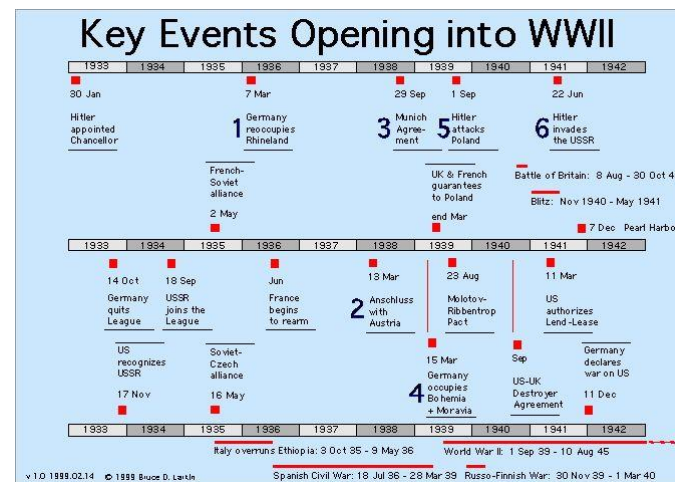 Key Events Opening into WWII
1933 1934 1935 1936 1937 1938 1939 1940 1941 1942
30 Jan
Hitler
appointed
Chancellor
1
7 Mar
Germany
reoccupies
Rhineland
3
29 Sep
Munich
Agree-
ment
5
1 Sep
Hitler
attacks
Poland
6
22 Jun
Hitler
invades
the USSR
French-
Soviet
alliance
2 May
UK & French
guarantees
to Poland
end Mar
Battle of Britain: 8 Aug - 30 Oct 4
Blitz: Nov 1940 - May 1941
7 Dec Pearl Harbo
1933 1934 1935 1936 1937 1938 1939 1940 1941 1942
14 Oct
Germany
quits
League
18 Sep
USSR
joins the
League
Jun
France
begins
to rearm
2
13 Mar
Anschluss
with
Austria
23 Aug
Molotov-
Ribbentrop
Pact
11 Mar
US
authorizes
Lend-Lease
US
recognizes
USSR
17 Nov
Soviet-
Czech
alliance
16 May
4
15 Mar
Germany
occupies
Bohemia
+ Moravia
Sep
US-UK
Destroyer
Agreement
Germany
declares
war on US
11 Dec
1933 1934 1935 1936 1937 1938 1939 1940 1941 1942
Italy overruns Ethiopia: 3 Oct 35 - 9 May 36
World War II: 1 Sep 39 - 10 Aug 45
Spanish Civil War: 18 Jul 36 - 28 Mar 39
Russo-Finnish War: 30 Nov 39 - 1 Mar 40
v 1.0 1999.02.14 © 1999 Bruce D.